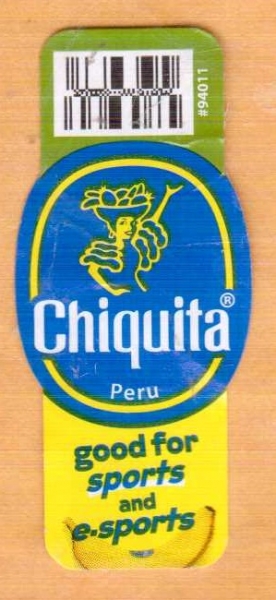 #94011
Chiquita®
Peru
good for
sports
and
e-sports